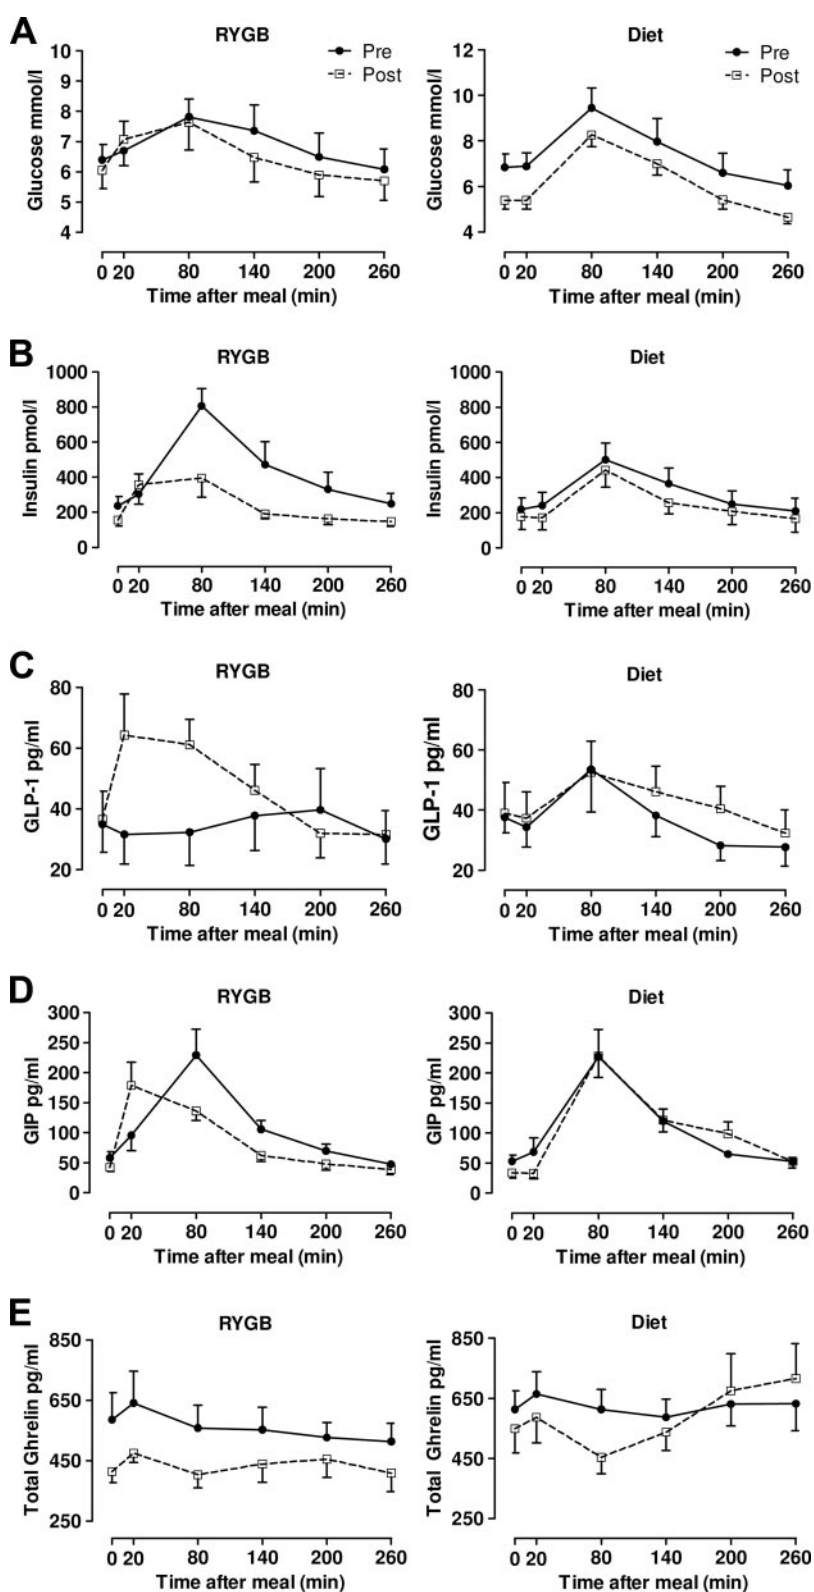 A
RYGB
Diet
Pre
Post
Pre
Post
Glucose mmol/l
10
9
8
7
6
5
4
0 20 80 140 200 260
Time after meal (min)
Glucose mmol/l
12
10
8
6
4
0 20 80 140 200 260
Time after meal (min)
B
RYGB
Diet
Insulin pmol/l
1000
800
600
400
200
0
0 20 80 140 200 260
Time after meal (min)
Insulin pmol/l
1000
800
600
400
200
0
0 20 80 140 200 260
Time after meal (min)
C
RYGB
Diet
GLP-1 pg/ml
80
60
40
20
0 20 80 140 200 260
Time after meal (min)
GLP-1 pg/ml
80
60
40
20
0 20 80 140 200 260
Time after meal (min)
D
RYGB
Diet
GIP pg/ml
300
250
200
150
100
50
0
0 20 80 140 200 260
Time after meal (min)
GIP pg/ml
300
250
200
150
100
50
0
0 20 80 140 200 260
Time after meal (min)
E
RYGB
Diet
Total Ghrelin pg/ml
850
650
450
250
0 20 80 140 200 260
Time after meal (min)
Total Ghrelin pg/ml
850
650
450
250
0 20 80 140 200 260
Time after meal (min)